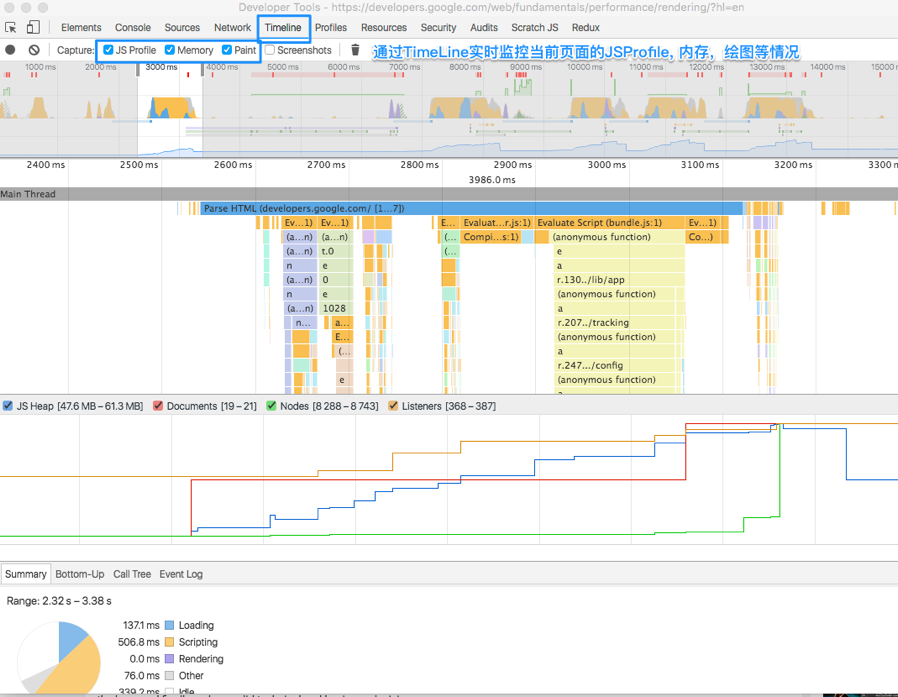 Developer Tools - https://developers.google.com/web/fundamentals/performance/rendering/?hl=en
Elements Console Sources Network Timeline Profiles Resources Security Audits Scratch JS Redux
Capture: JS Profile Memory Paint Screenshots 通过TimeLine实时监控当前页面的JSProfile, 内存，绘图等情况
1000 ms 2000 ms 3000 ms 4000 ms 5000 ms 6000 ms 7000 ms 8000 ms 9000 ms 10000 ms 11000 ms 12000 ms 13000 ms 14000 ms 15000
2400 ms 2500 ms 2600 ms 2700 ms 2800 ms 2900 ms 3000 ms 3100 ms 3200 ms 3300 m
3986.0 ms
Main Thread
Parse HTML (developers.google.com/ [1…7])
Ev…1) Ev…1) E… Evaluat…r.js:1) Evaluate Script (bundle.js:1) Ev…1)
(a…n) (a…n) (… Compi…s:1) (anonymous function) Co…)
(a…n) t.0 (… e
n e a
(a…n) 0 r.130../lib/app
n e (anonymous function)
(a…n) 1028 a
n… a… r.207../tracking
E… (anonymous function)
(… a
r.247../config
e (anonymous function)
JS Heap [47.6 MB – 61.3 MB] Documents [19 – 21] Nodes [8 288 – 8 743] Listeners [368 – 387]
Summary Bottom-Up Call Tree Event Log
Range: 2.32 s – 3.38 s
137.1 ms Loading
506.8 ms Scripting
0.0 ms Rendering
76.0 ms Other
339.2 ms Idle